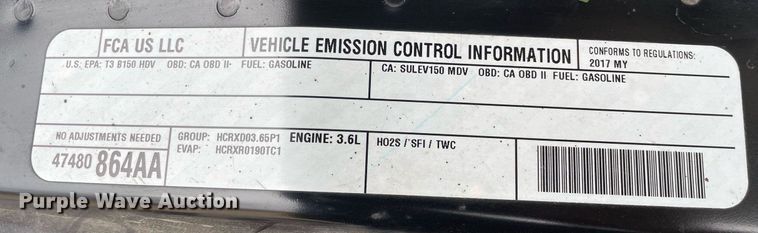 FCA US LLC
VEHICLE EMISSION CONTROL INFORMATION
CONFORMS TO REGULATIONS:
2017 MY
U.S. EPA: T3 B150 HDV OBD: CA OBD II FUEL: GASOLINE
CA: SULEV150 MDV OBD: CA OBD II FUEL: GASOLINE
NO ADJUSTMENTS NEEDED
47480 864AA
GROUP: HCRXD03.65P1
EVAP: HCRXR0190TC1
ENGINE: 3.6L
HO2S / SFI / TWC
Purple Wave Auction